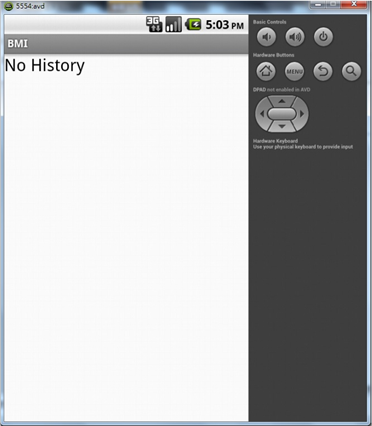 5554:avd
3G 5:03 PM
BMI
No History
Basic Controls
Hardware Buttons
MENU
DPAD not enabled in AVD
Hardware Keyboard
Use your physical keyboard to provide input